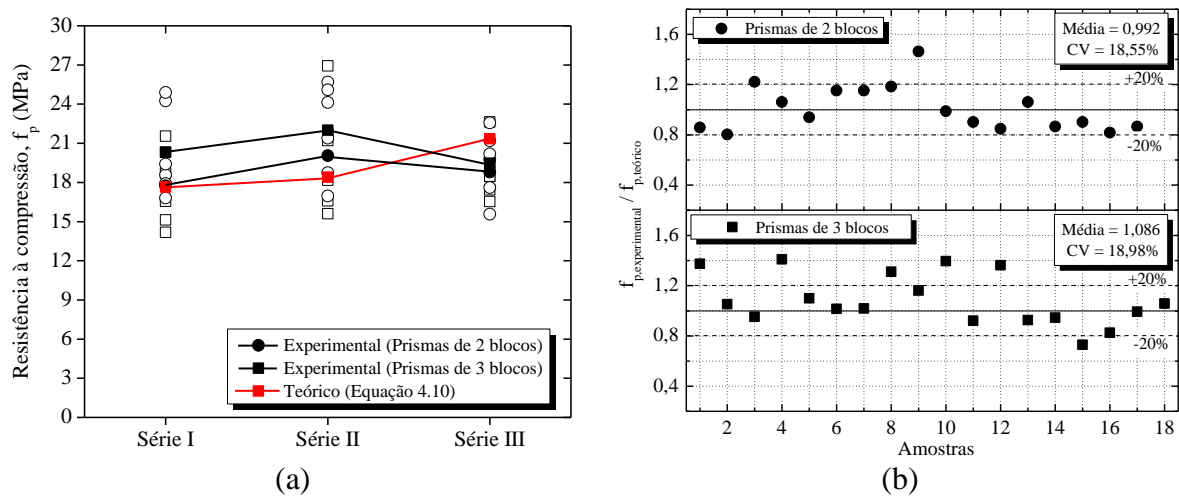 (a)
Resistência à compressão, fp (MPa)
30
27
24
21
18
15
12
9
6
3
0
Experimental (Prismas de 2 blocos)
Experimental (Prismas de 3 blocos)
Teórico (Equação 4.10)
Série I
Série II
Série III
(b)
fp,experimental / fp,teórico
1,6
1,2
0,8
0,4
Prismas de 2 blocos
Média = 0,992
CV = 18,55%
+20%
-20%
1,6
1,2
0,8
0,4
Prismas de 3 blocos
Média = 1,086
CV = 18,98%
+20%
-20%
2
4
6
8
10
12
14
16
18
Amostras